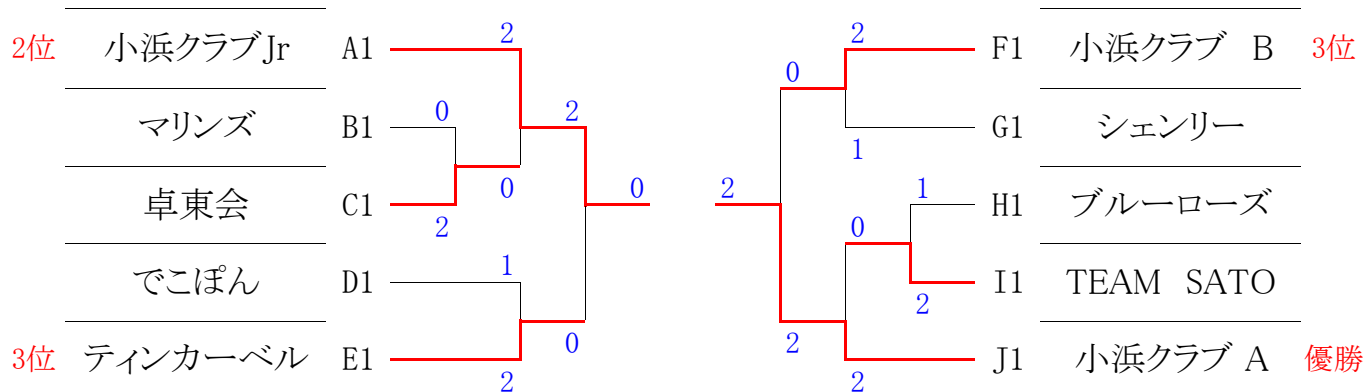 2位 小浜クラブJr A1 2
マリンズ B1 0 2
卓東会 C1 2 0 0
でこぽん D1 1
3位 ティンカーベル E1 2 0
2 F1 小浜クラブ B 3位
0 1 G1 シェンリー
2 1 H1 ブルーローズ
0 2 I1 TEAM SATO
2 2 J1 小浜クラブ A 優勝